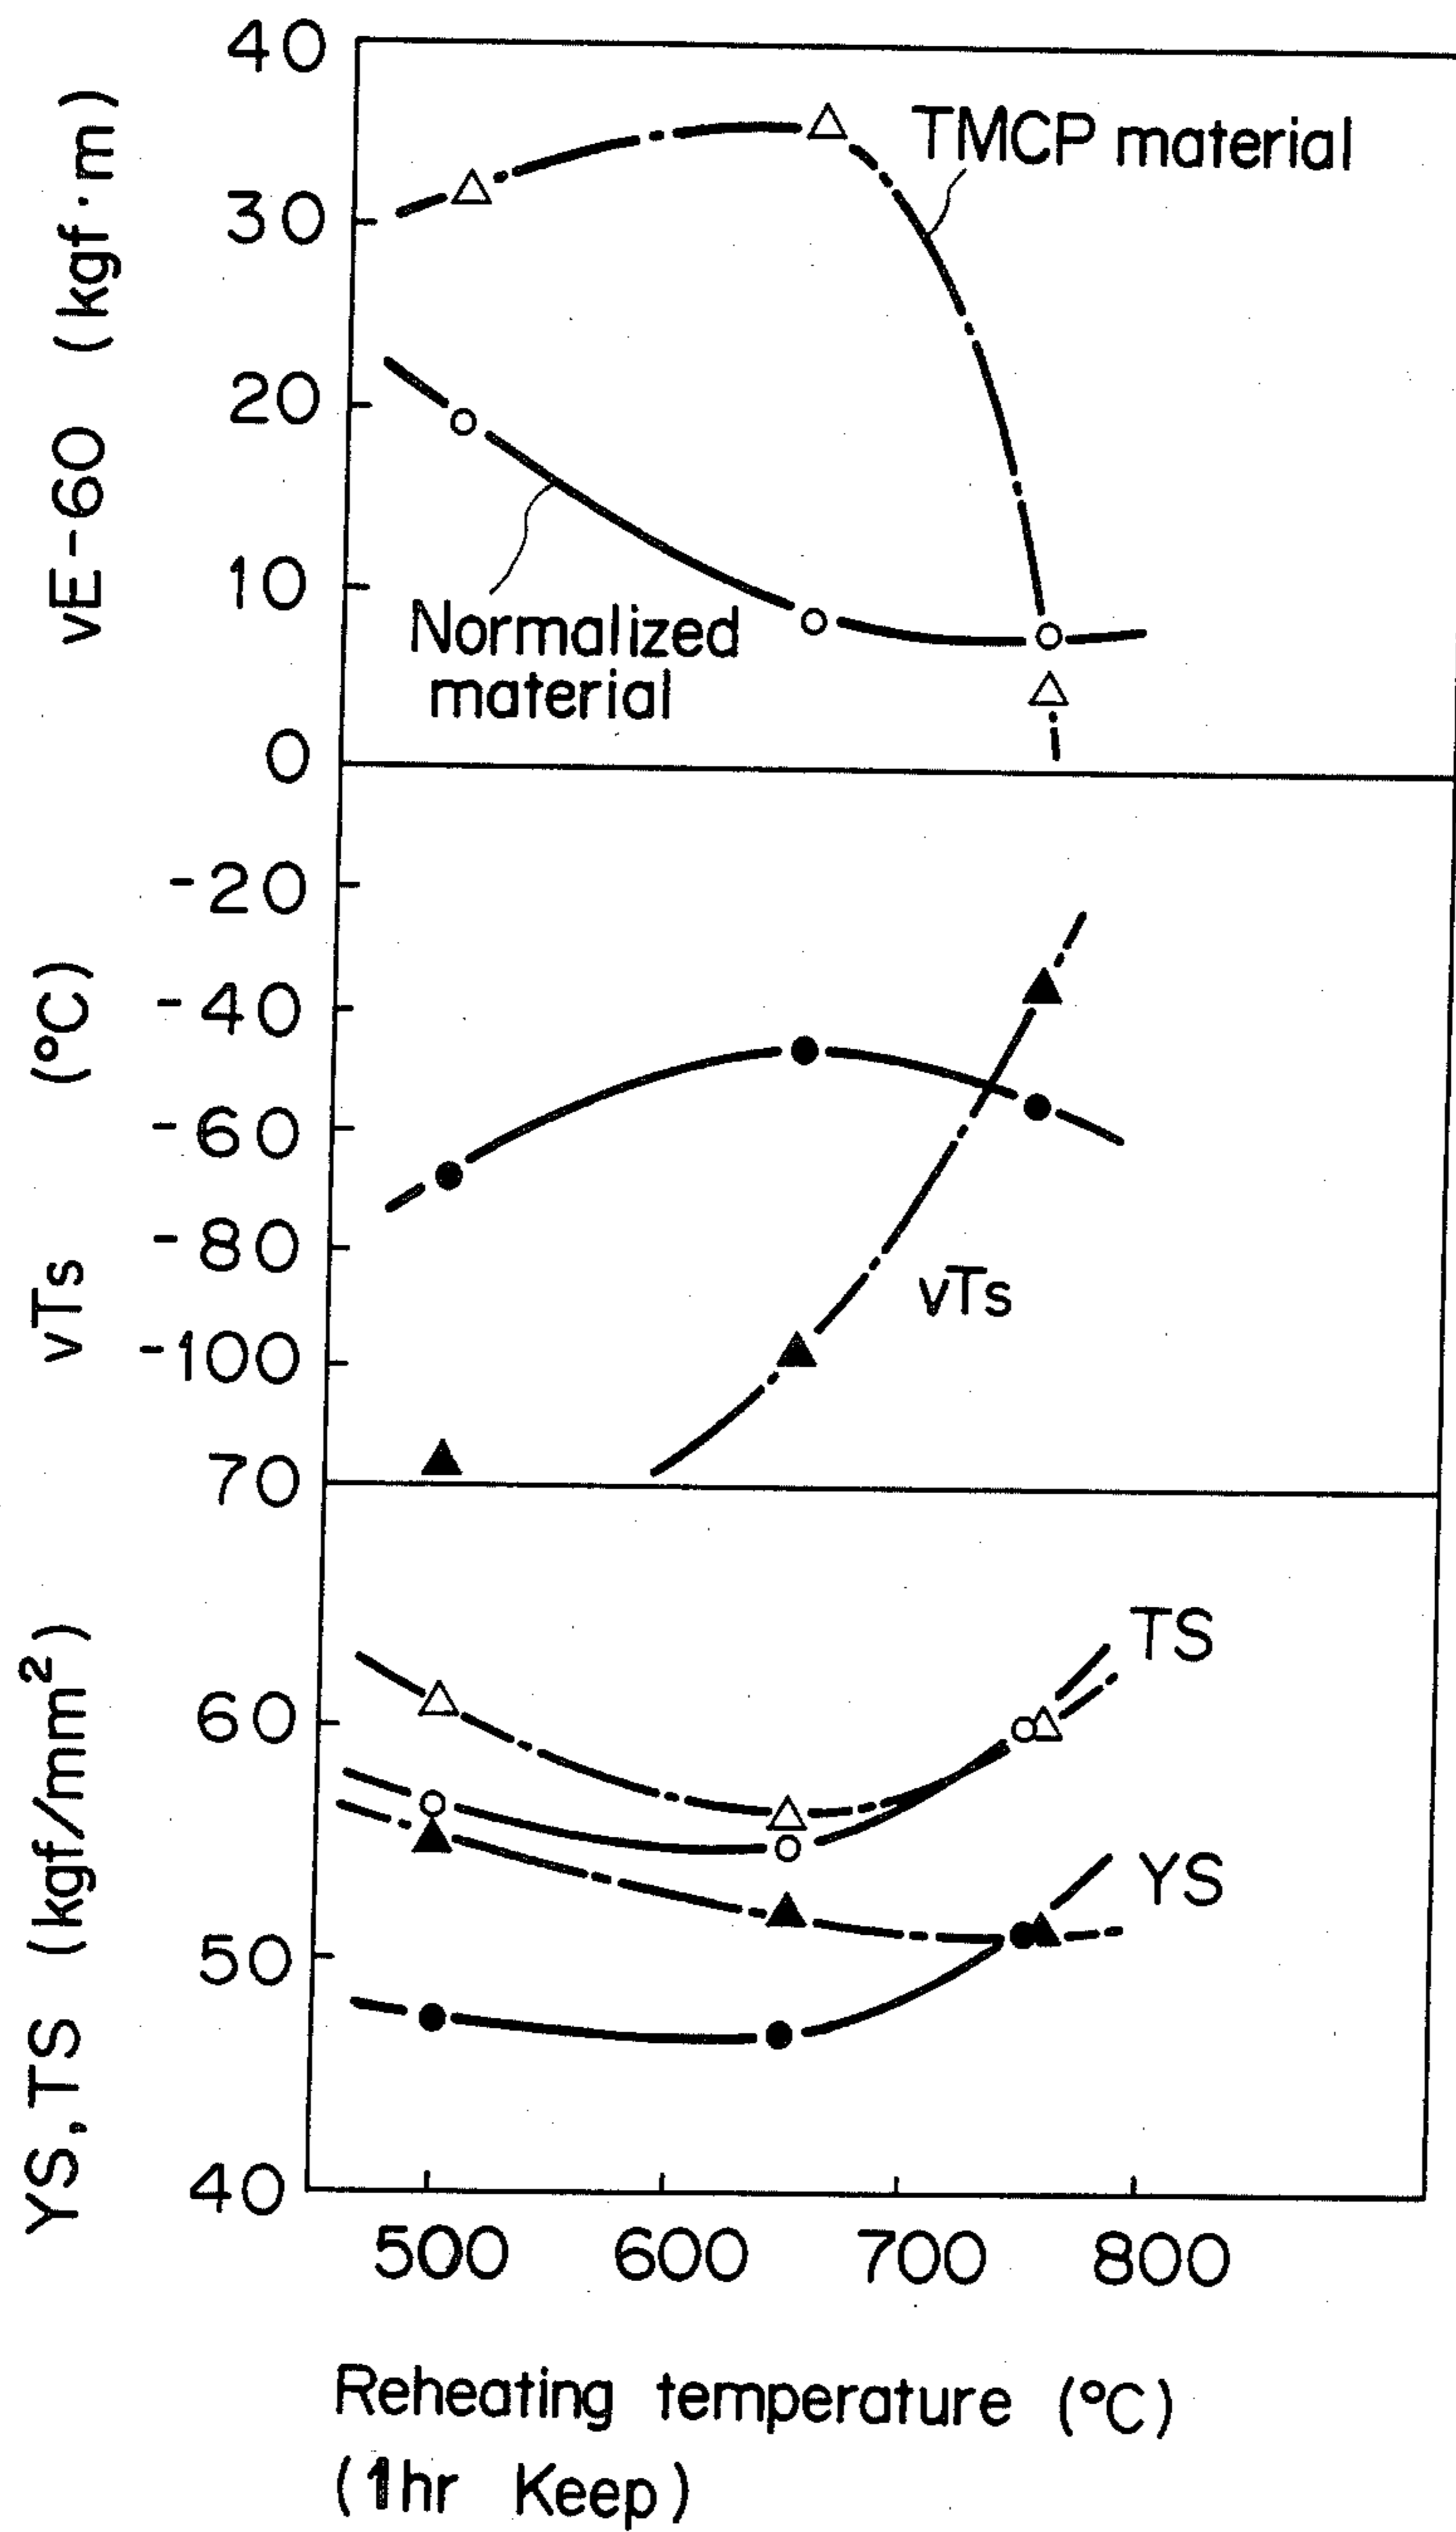 40
30
20
10
0
vE-60 (kgf·m)
TMCP material
Normalized
material
-20
-40
-60
-80
-100
vTs (°C)
vTs
70
60
50
40
YS,TS (kgf/mm²)
TS
YS
500 600 700 800
Reheating temperature (°C)
(1hr Keep)